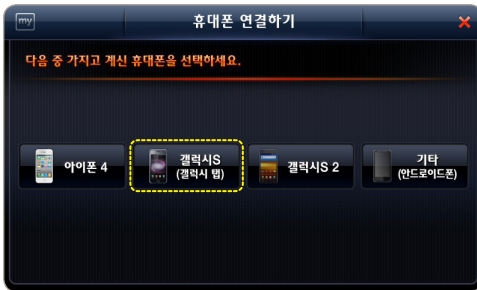 my
휴대폰 연결하기
다음 중 가지고 계신 휴대폰을 선택하세요.
아이폰 4
갤럭시S
(갤럭시 탭)
갤럭시S 2
기타
(안드로이드폰)